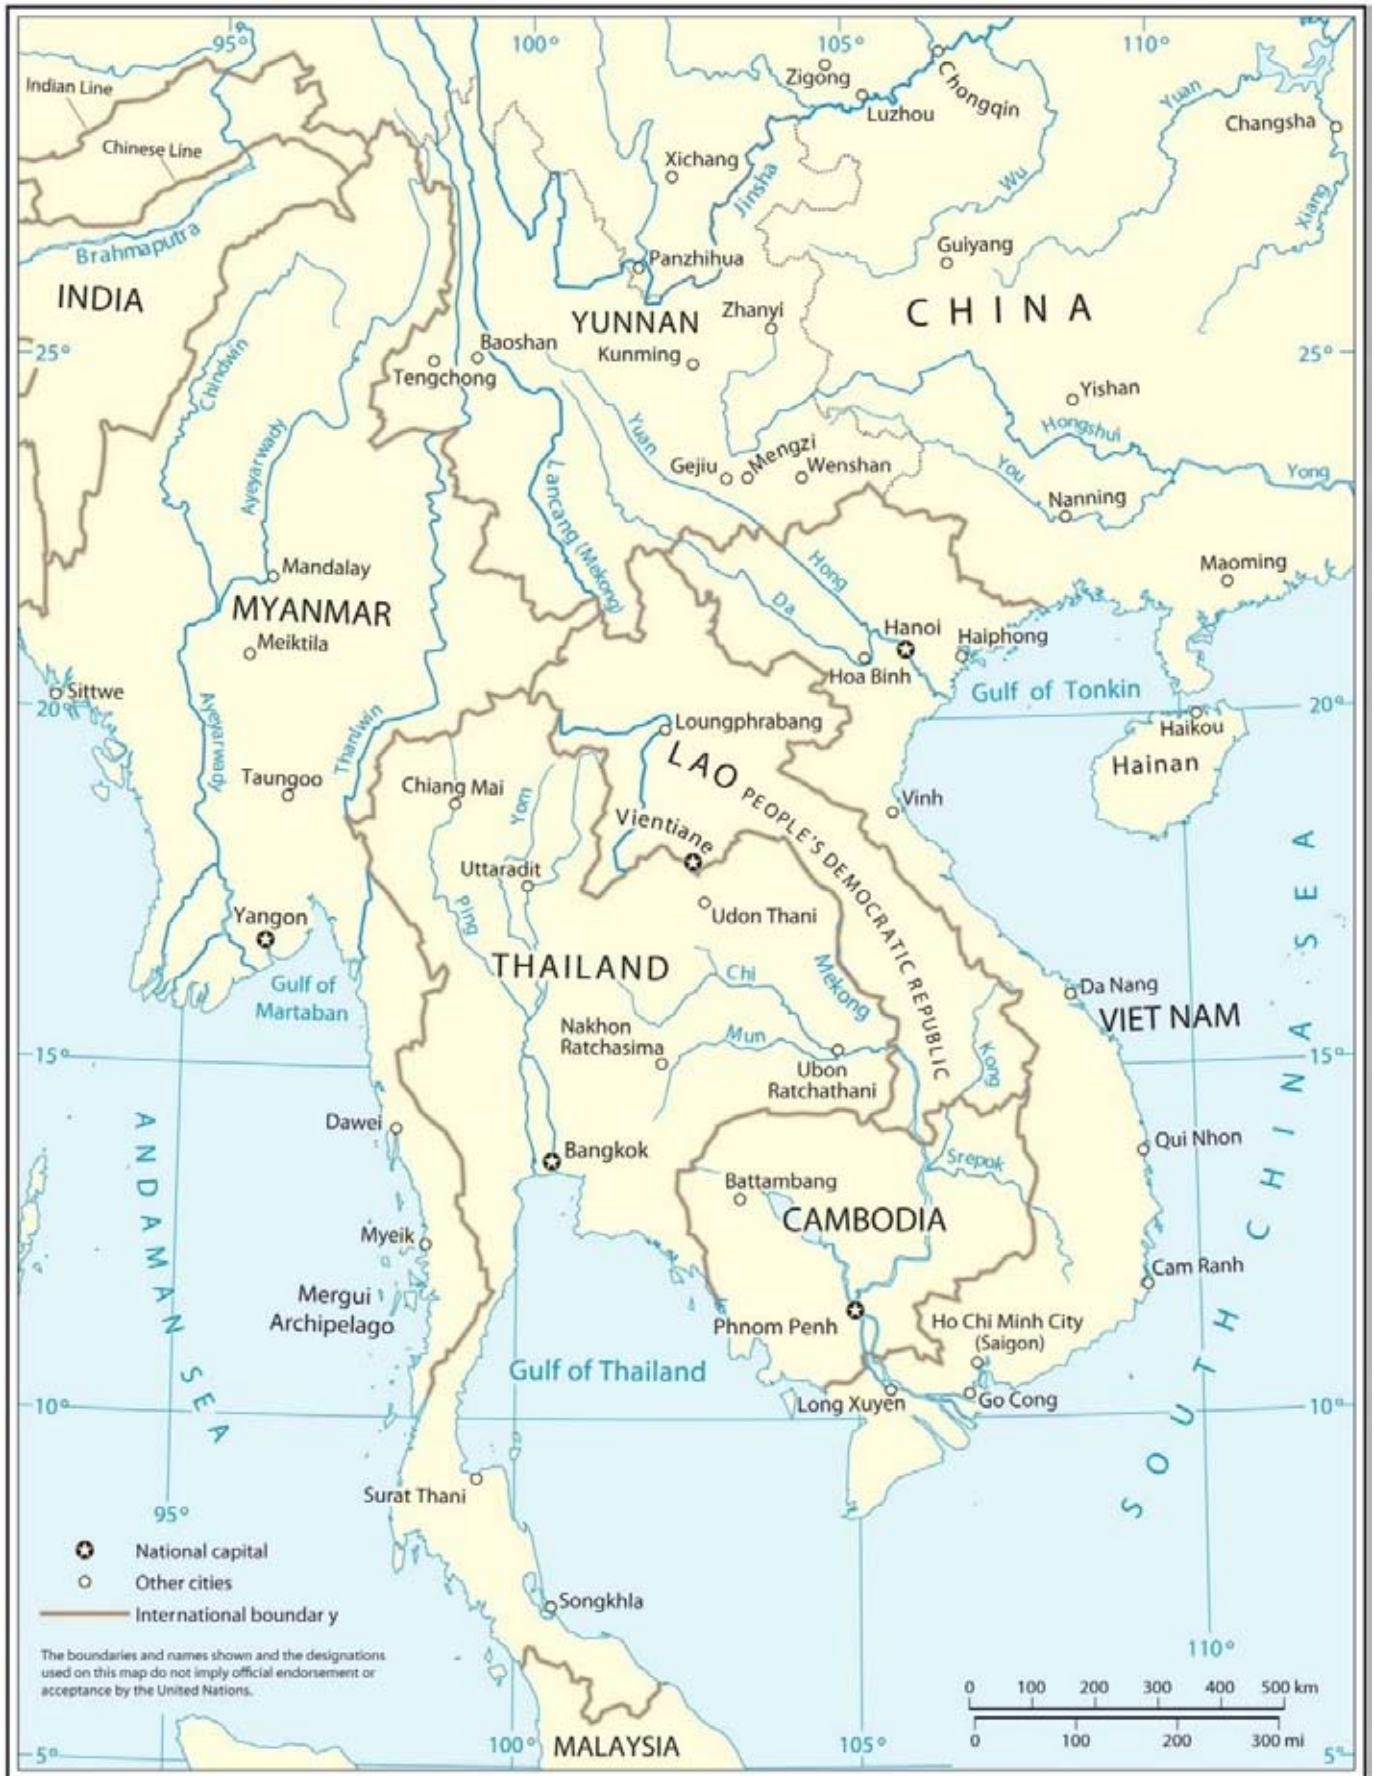 95°
100°
105°
110°
Indian Line
Chinese Line
Zigong
Luzhou
Chongqin
Yuan
Changsha
Xichang
Jinsha
Wu
Xiang
Brahmaputra
Panzhihua
Guiyang
INDIA
YUNNAN
Zhanyi
CHINA
25°
Chindwin
Baoshan
Kunming
25°
Tengchong
Yishan
Ayeyarwady
Yuan
Hongshui
Gejiu
Mengzi
Wenshan
You
Yong
Lancang (Mekong)
Nanning
Mandalay
Hong
Maoming
MYANMAR
Da
Meiktila
Hanoi
Haiphong
Hoa Binh
Sittwe
20°
Gulf of Tonkin
20°
Ayeyarwady
Thanlwin
Loungphrabang
Haikou
LAO
PEOPLE'S DEMOCRATIC REPUBLIC
Hainan
Taungoo
Chiang Mai
Yom
Vientiane
Vinh
Uttaradit
Yangon
Ping
Udon Thani
THAILAND
Chi
Mekong
Gulf of
Martaban
Da Nang
VIET NAM
Nakhon
Ratchasima
Mun
Kong
15°
Ubon
Ratchathani
15°
Dawei
Bangkok
Qui Nhon
Srepok
Battambang
CAMBODIA
ANDAMAN SEA
Myeik
Cam Ranh
Mergui
Archipelago
Phnom Penh
Ho Chi Minh City
(Saigon)
SOUTH CHINA SEA
Gulf of Thailand
10°
Long Xuyen
Go Cong
10°
Surat Thani
95°
National capital
Other cities
International boundar y
Songkhla
The boundaries and names shown and the designations
used on this map do not imply official endorsement or
acceptance by the United Nations.
110°
0 100 200 300 400 500 km
0 100 200 300 mi
5°
100°
MALAYSIA
105°
5°